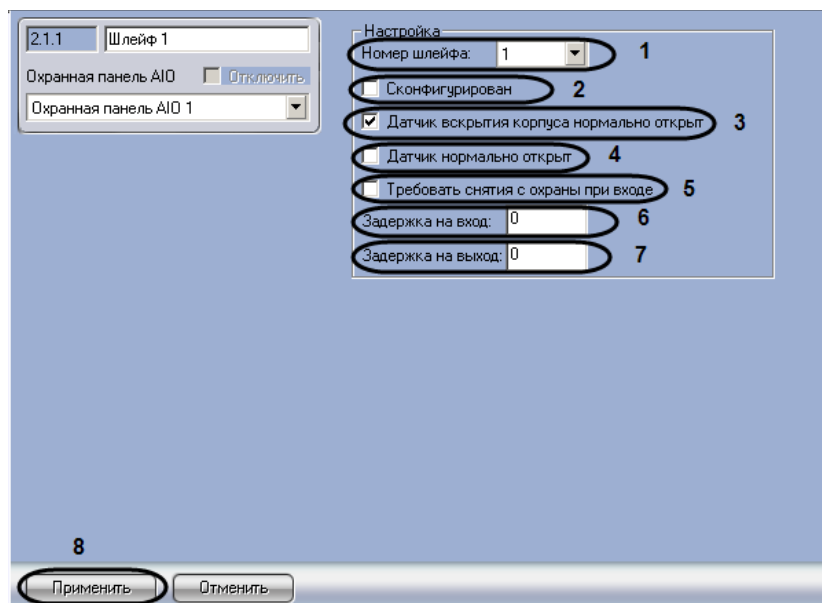 2.1.1 Шлейф 1
Охранная панель AIO Отключить
Охранная панель AIO 1
Настройка
Номер шлейфа: 1 1
Сконфигурирован 2
Датчик вскрытия корпуса нормально открыт 3
Датчик нормально открыт 4
Требовать снятия с охраны при входе 5
Задержка на вход: 0 6
Задержка на выход: 0 7
8
Применить Отменить